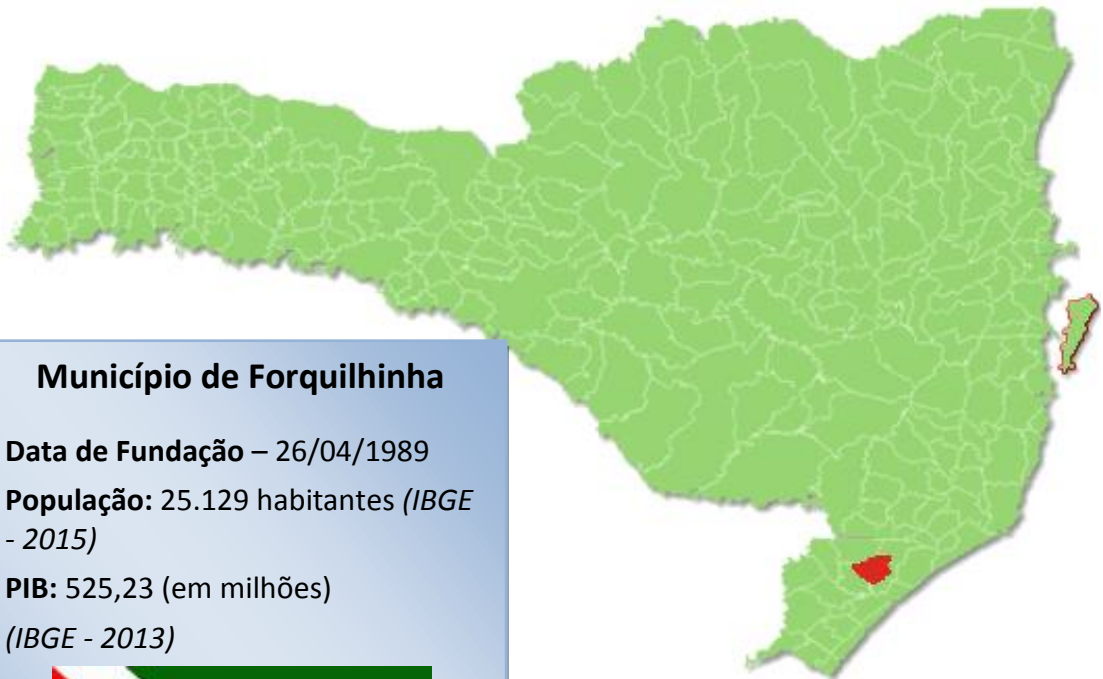 Município de Forquilhinha
Data de Fundação – 26/04/1989
População: 25.129 habitantes (IBGE
- 2015)
PIB: 525,23 (em milhões)
(IBGE - 2013)